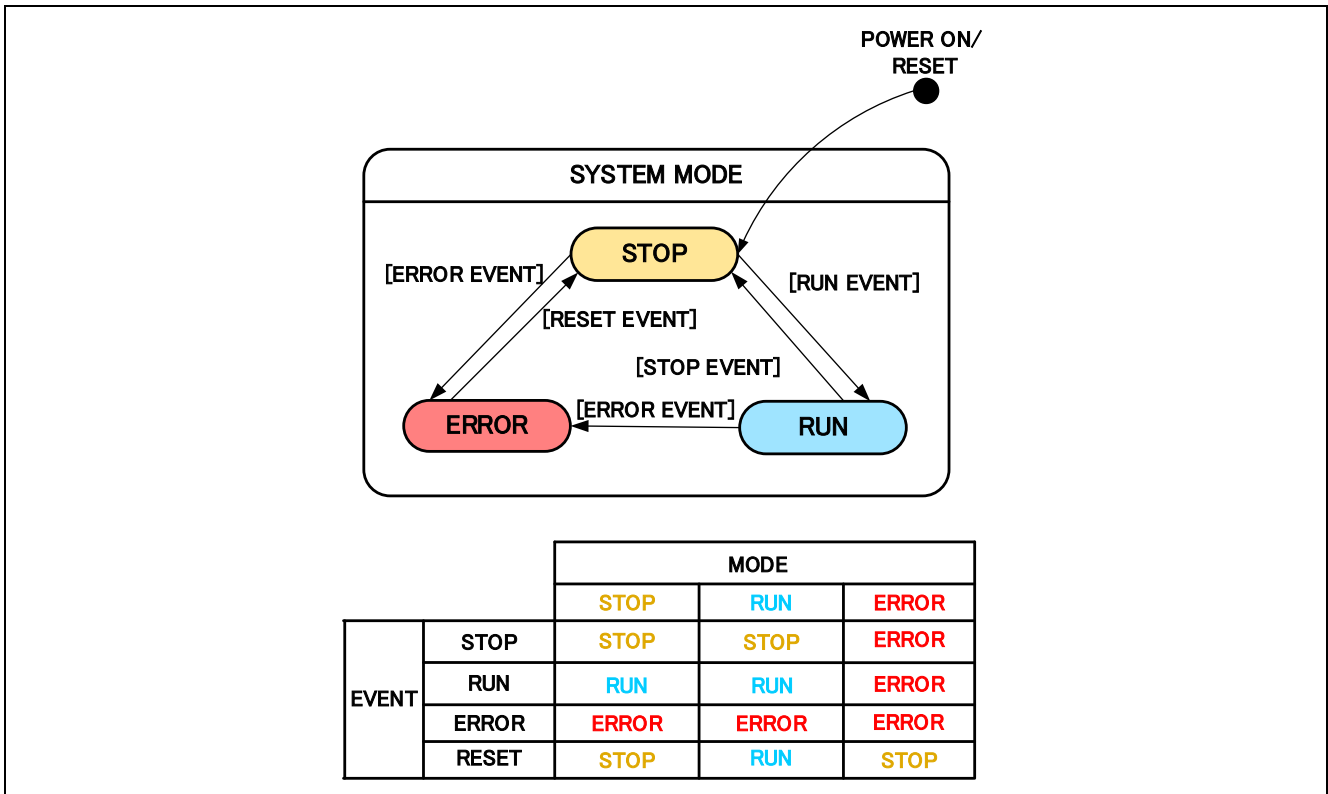 POWER ON/
RESET
SYSTEM MODE
STOP
[ERROR EVENT]
[RUN EVENT]
[RESET EVENT]
[STOP EVENT]
[ERROR EVENT]
ERROR
RUN
MODE
STOP RUN ERROR
EVENT
STOP STOP STOP ERROR
RUN RUN RUN ERROR
ERROR ERROR ERROR ERROR
RESET STOP RUN STOP